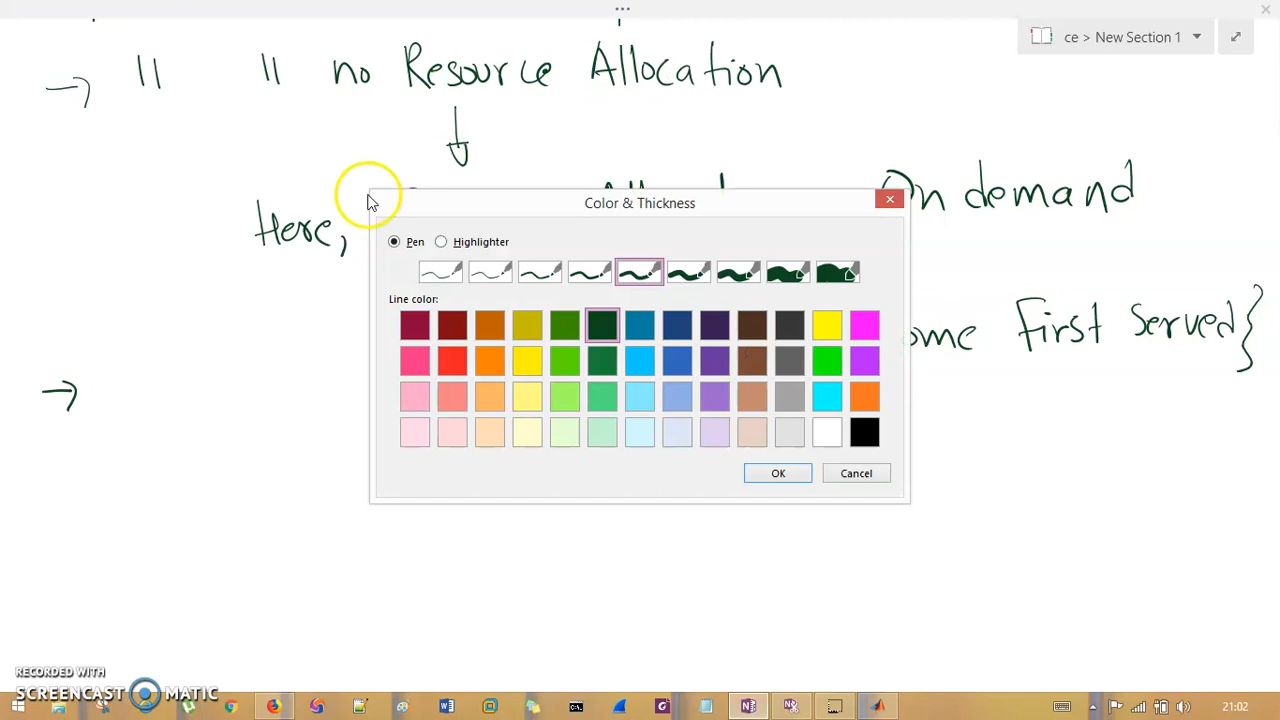 ce > New Section 1
→ " " no Resource Allocation
↓
On demand
Here,
Color & Thickness
Pen Highlighter
Line color:
ome First Served}
→
OK Cancel
RECORDED WITH
SCREENCAST MATIC
21:02